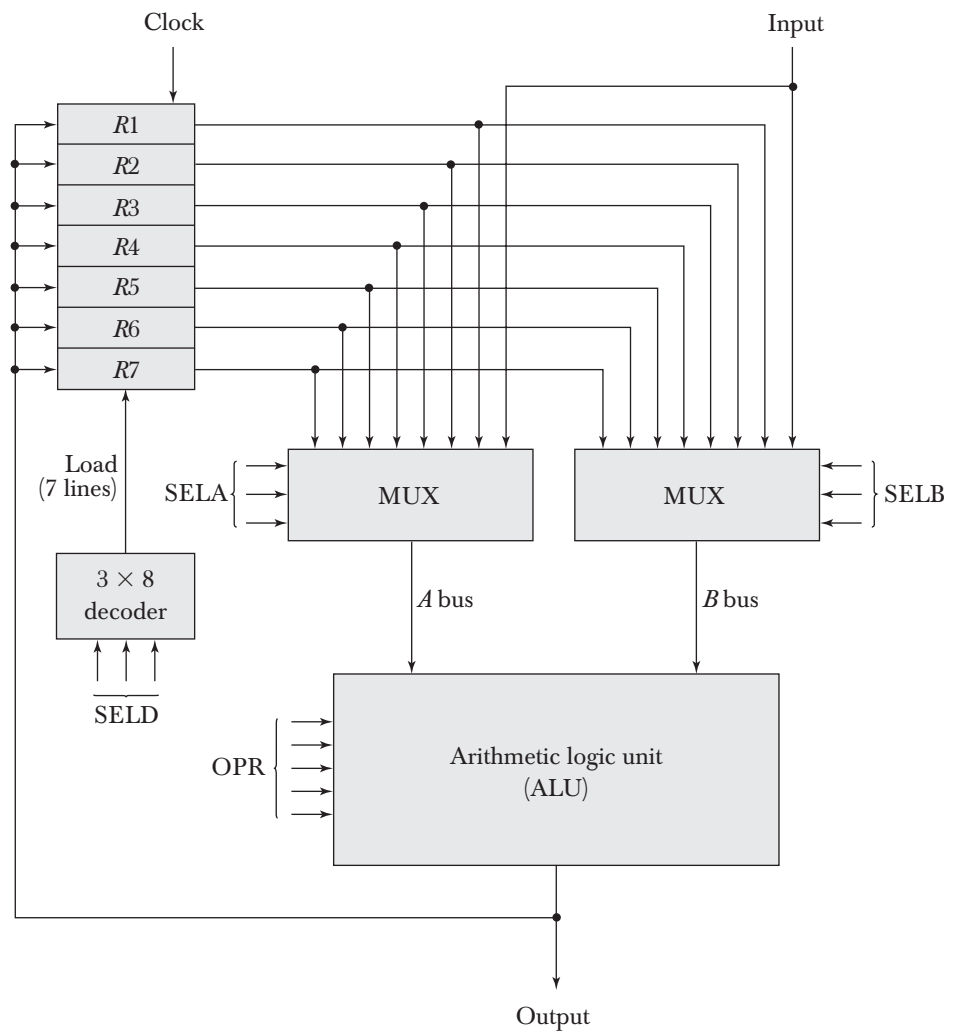 Clock
Input
R1
R2
R3
R4
R5
R6
R7
Load
(7 lines)
SELA
MUX
MUX
SELB
3 × 8
decoder
A bus
B bus
SELD
OPR
Arithmetic logic unit
(ALU)
Output